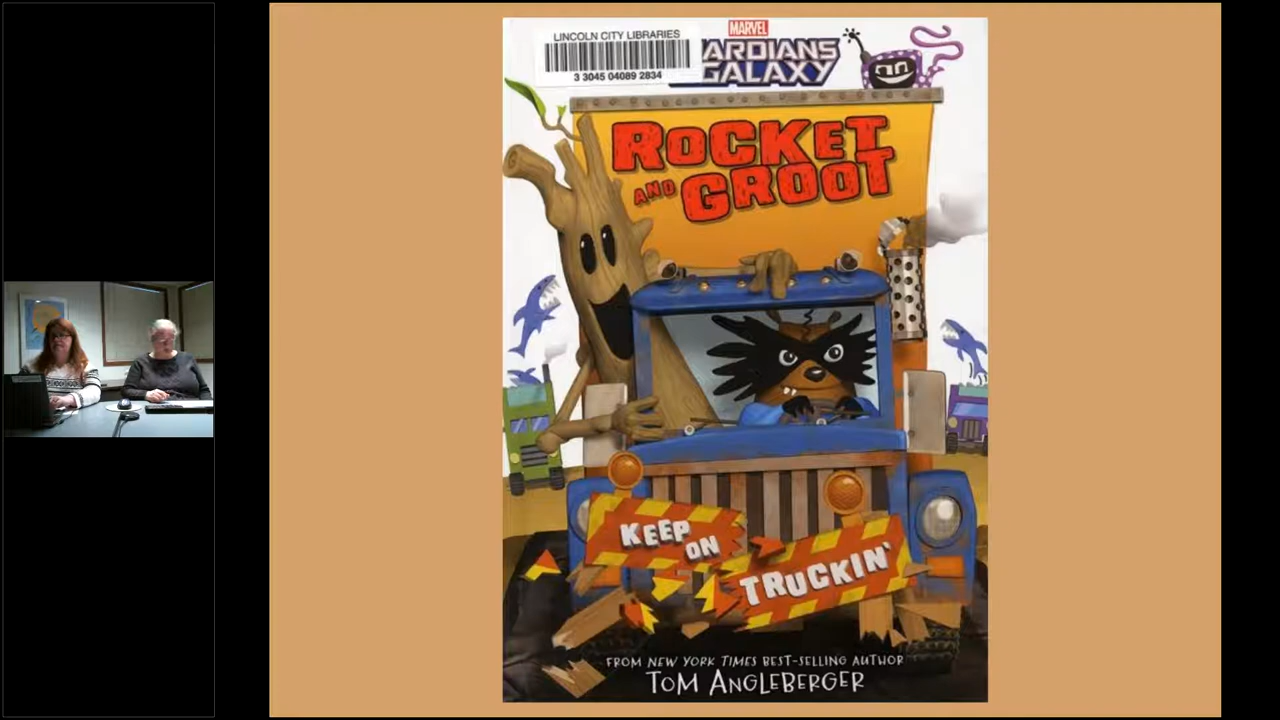 MARVEL
LINCOLN CITY LIBRARIES
3 3045 04089 2834
ARDIANS
GALAXY
ROCKET
AND GROOT
KEEP
ON
TRUCKIN'
FROM NEW YORK TIMES BEST-SELLING AUTHOR
TOM ANGLEBERGER